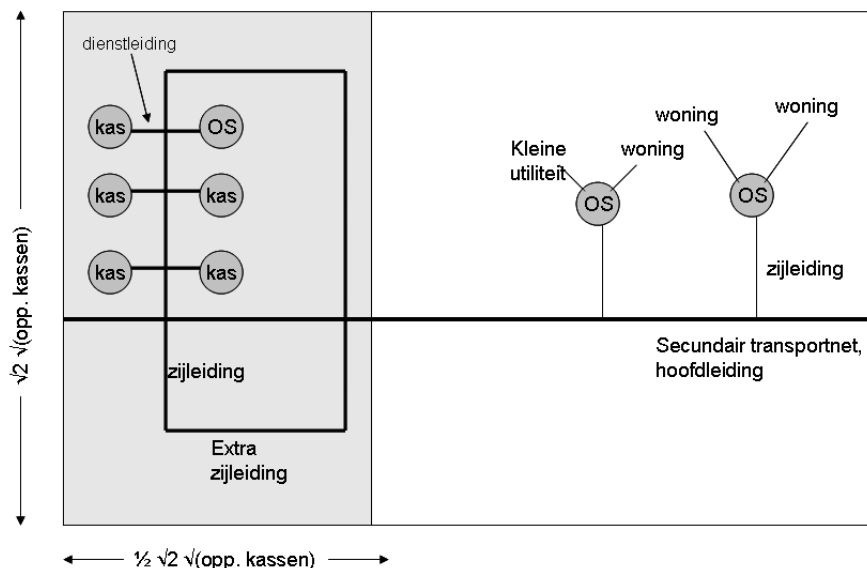 dienstleiding
kas
OS
kas
kas
kas
kas
Kleine
utiliteit
woning
woning
woning
OS
OS
zijleiding
zijleiding
Secundair transportnet,
hoofdleiding
Extra
zijleiding
√2 √(opp. kassen)
½ √2 √(opp. kassen)